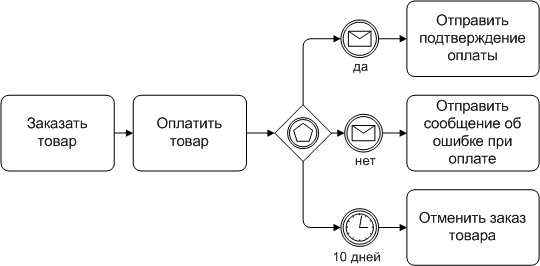 Заказать
товар
Оплатить
товар
да
Отправить
подтверждение
оплаты
нет
Отправить
сообщение об
ошибке при
оплате
10 дней
Отменить заказ
товара